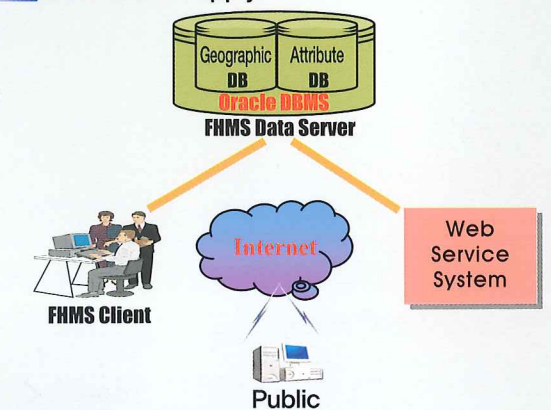 Geographic
DB
Attribute
DB
Oracle DBMS
FHMS Data Server
Internet
Web
Service
System
FHMS Client
Public